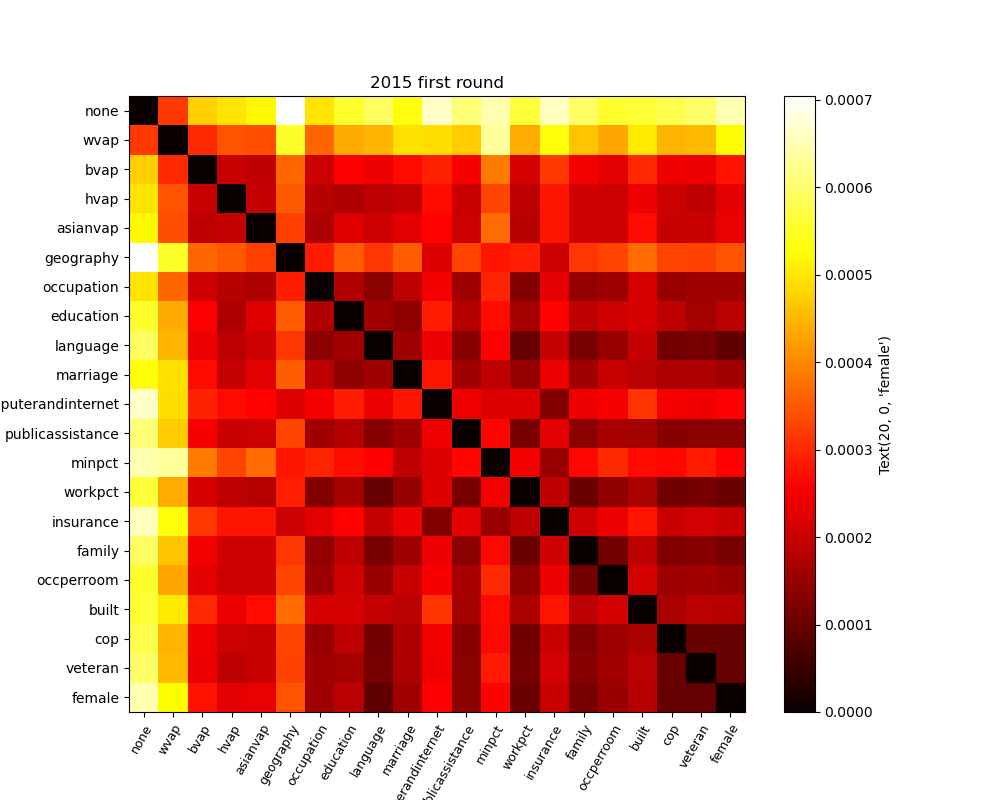 2015 first round
none
wvap
bvap
hvap
asianvap
geography
occupation
education
language
marriage
puterandinternet
publicassistance
minpct
workpct
insurance
family
occperroom
built
cop
veteran
female
none
wvap
bvap
hvap
asianvap
geography
occupation
education
language
marriage
erandinternet
blicassistance
minpct
workpct
insurance
family
occperroom
built
cop
veteran
female
0.0007
0.0006
0.0005
0.0004
0.0003
0.0002
0.0001
0.0000
Text(20, 0, 'female')